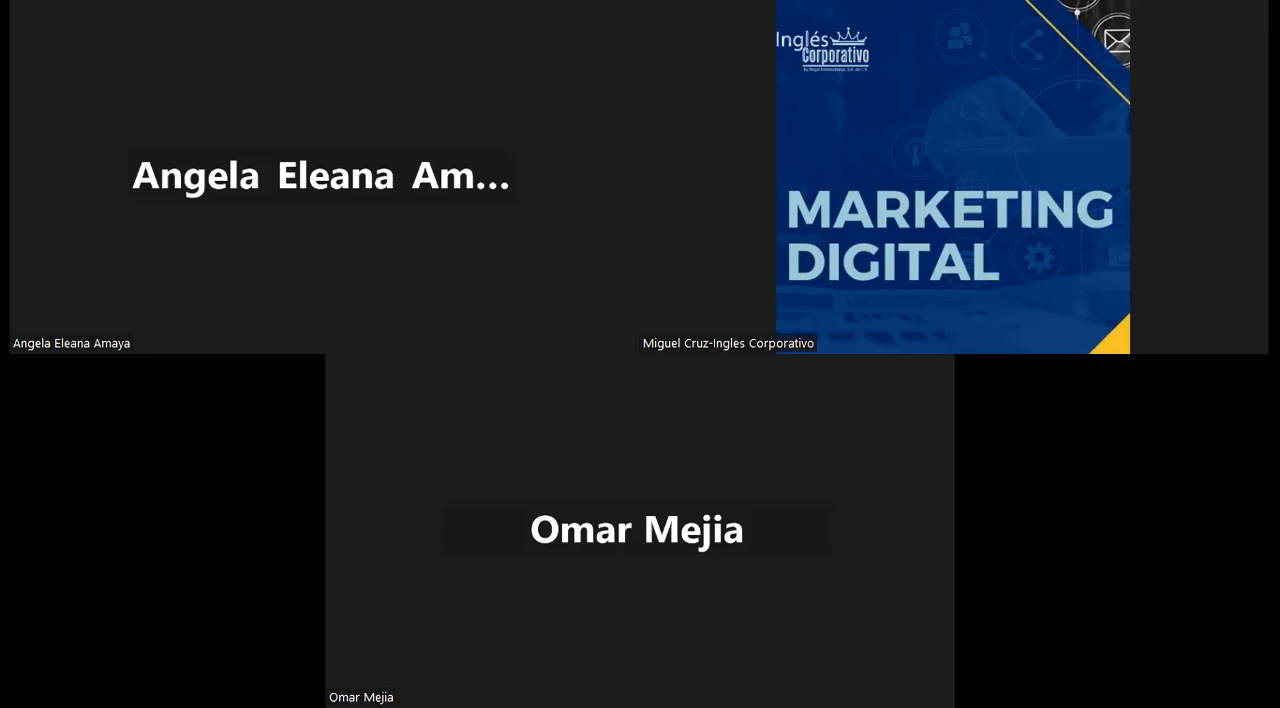 Inglés
Corporativo
MARKETING
DIGITAL
Angela Eleana Am...
Angela Eleana Amaya
Miguel Cruz-Ingles Corporativo
Omar Mejia
Omar Mejia